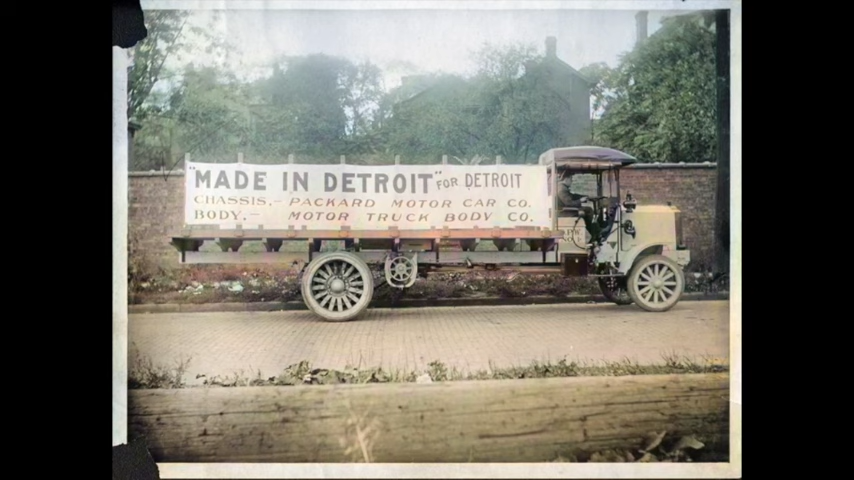 "MADE IN DETROIT" FOR DETROIT
CHASSIS.- PACKARD MOTOR CAR CO.
BODY.- MOTOR TRUCK BODY CO.